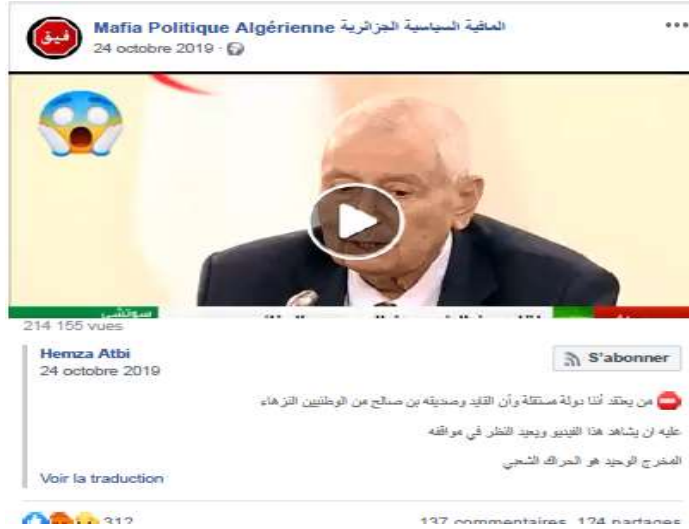 Mafia Politique Algérienne المافية السياسية الجزائرية
فيق
24 octobre 2019
سوتشي
214 155 vues
Hemza Atbi
24 octobre 2019
S'abonner
من يعتقد أننا دولة مستقلة وأن القايد وصديقه بن صالح من الوطنيين النزهاء
عليه ان يشاهد هذا الفيديو ويعيد النظر في مواقفه
المخرج الوحيد هو الحراك الشعبي
Voir la traduction
312
137 commentaires 124 partages